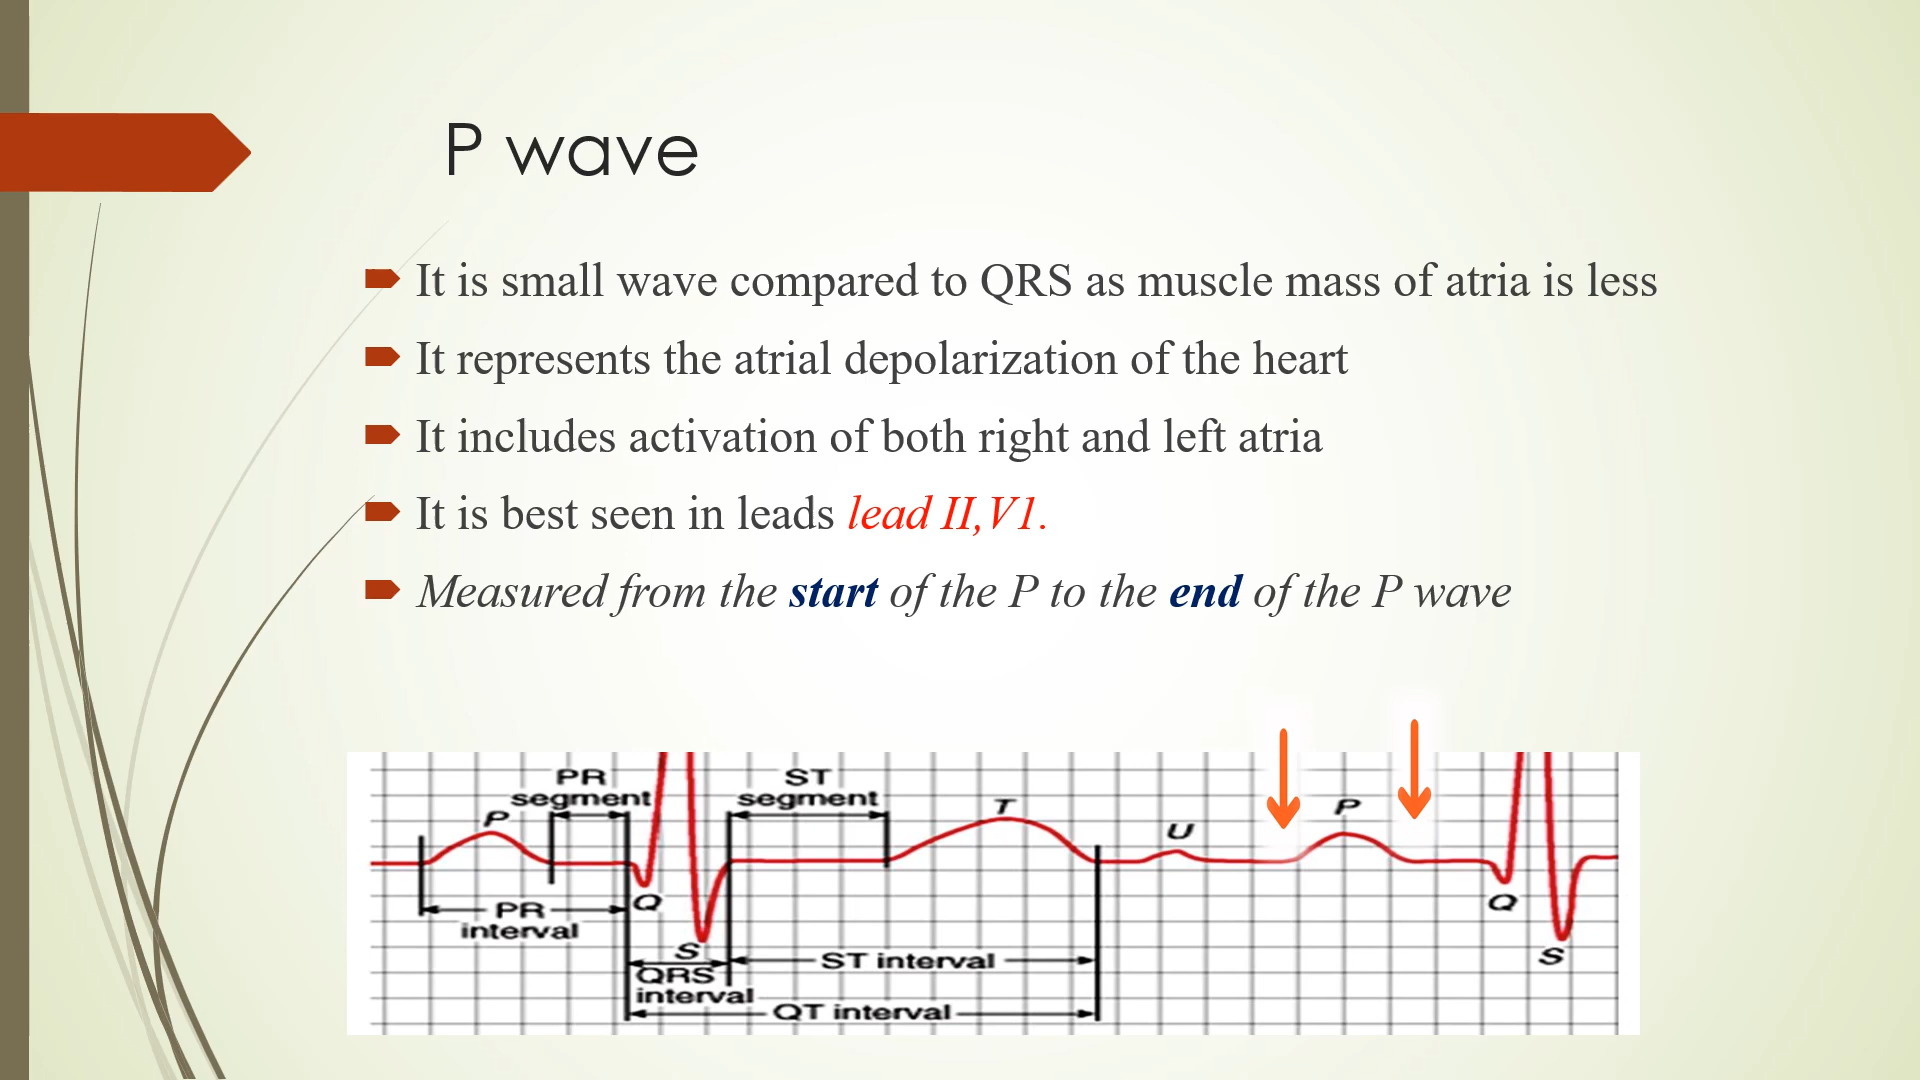 P wave
It is small wave compared to QRS as muscle mass of atria is less
It represents the atrial depolarization of the heart
It includes activation of both right and left atria
It is best seen in leads lead II,V1.
Measured from the start of the P to the end of the P wave
PR
segment
ST
segment
P
T
U
P
PR
interval
Q
Q
S
S
QRS
interval
ST interval
QT interval